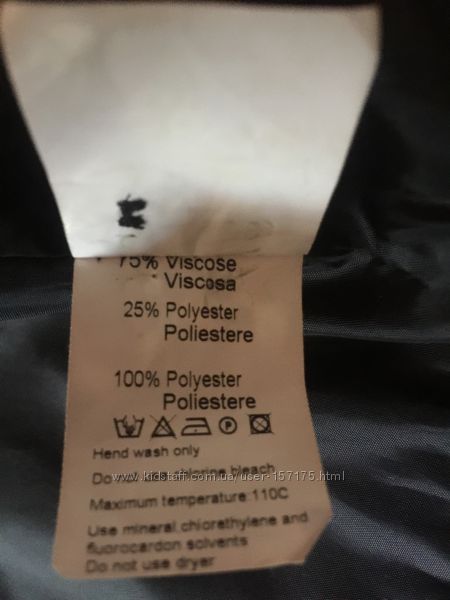 75% Viscose
Viscosa
25% Polyester
Poliestere
100% Polyester
Poliestere
P
Hend wash only
Do chlorine bleach
www.kidstaff.com.ua/user-157175.html
Maximum temperature:110C
Use mineral.chlorethylene and
fluorocardon solvents
Do not use dryer